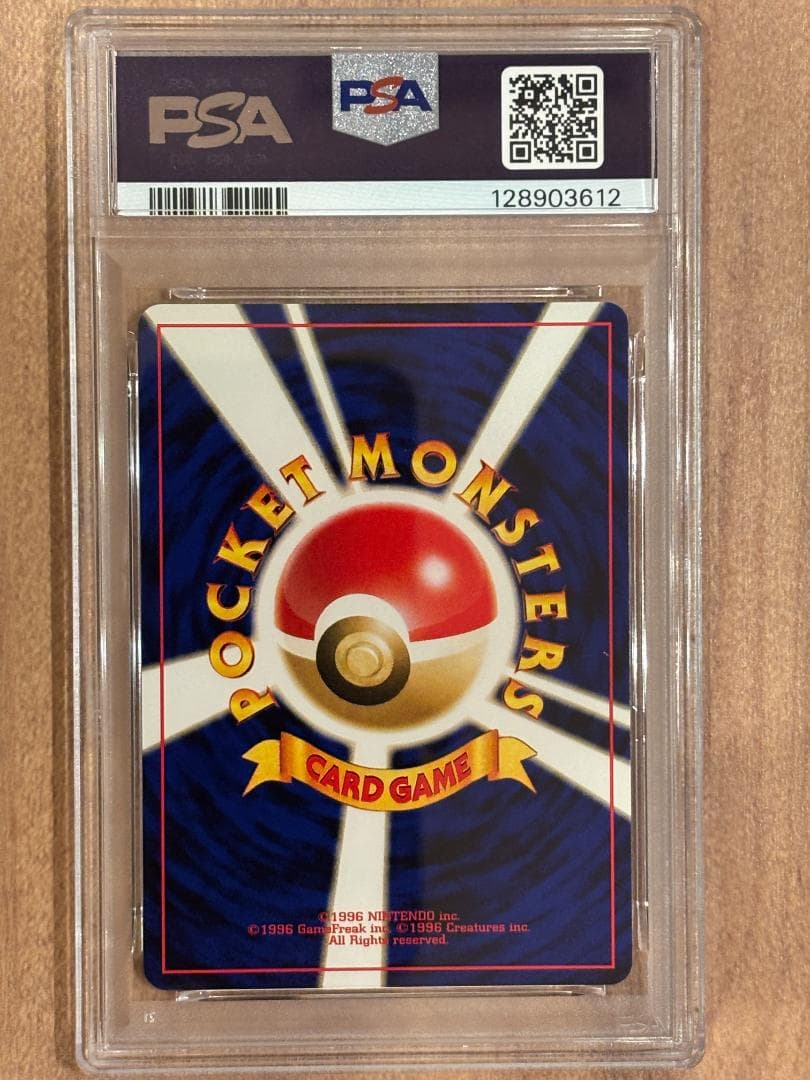 PSA
PSA
128903612
POCKET MONSTERS
CARD GAME
©1996 NINTENDO inc.
©1996 GameFreak inc. ©1996 Creatures inc.
All Rights reserved.